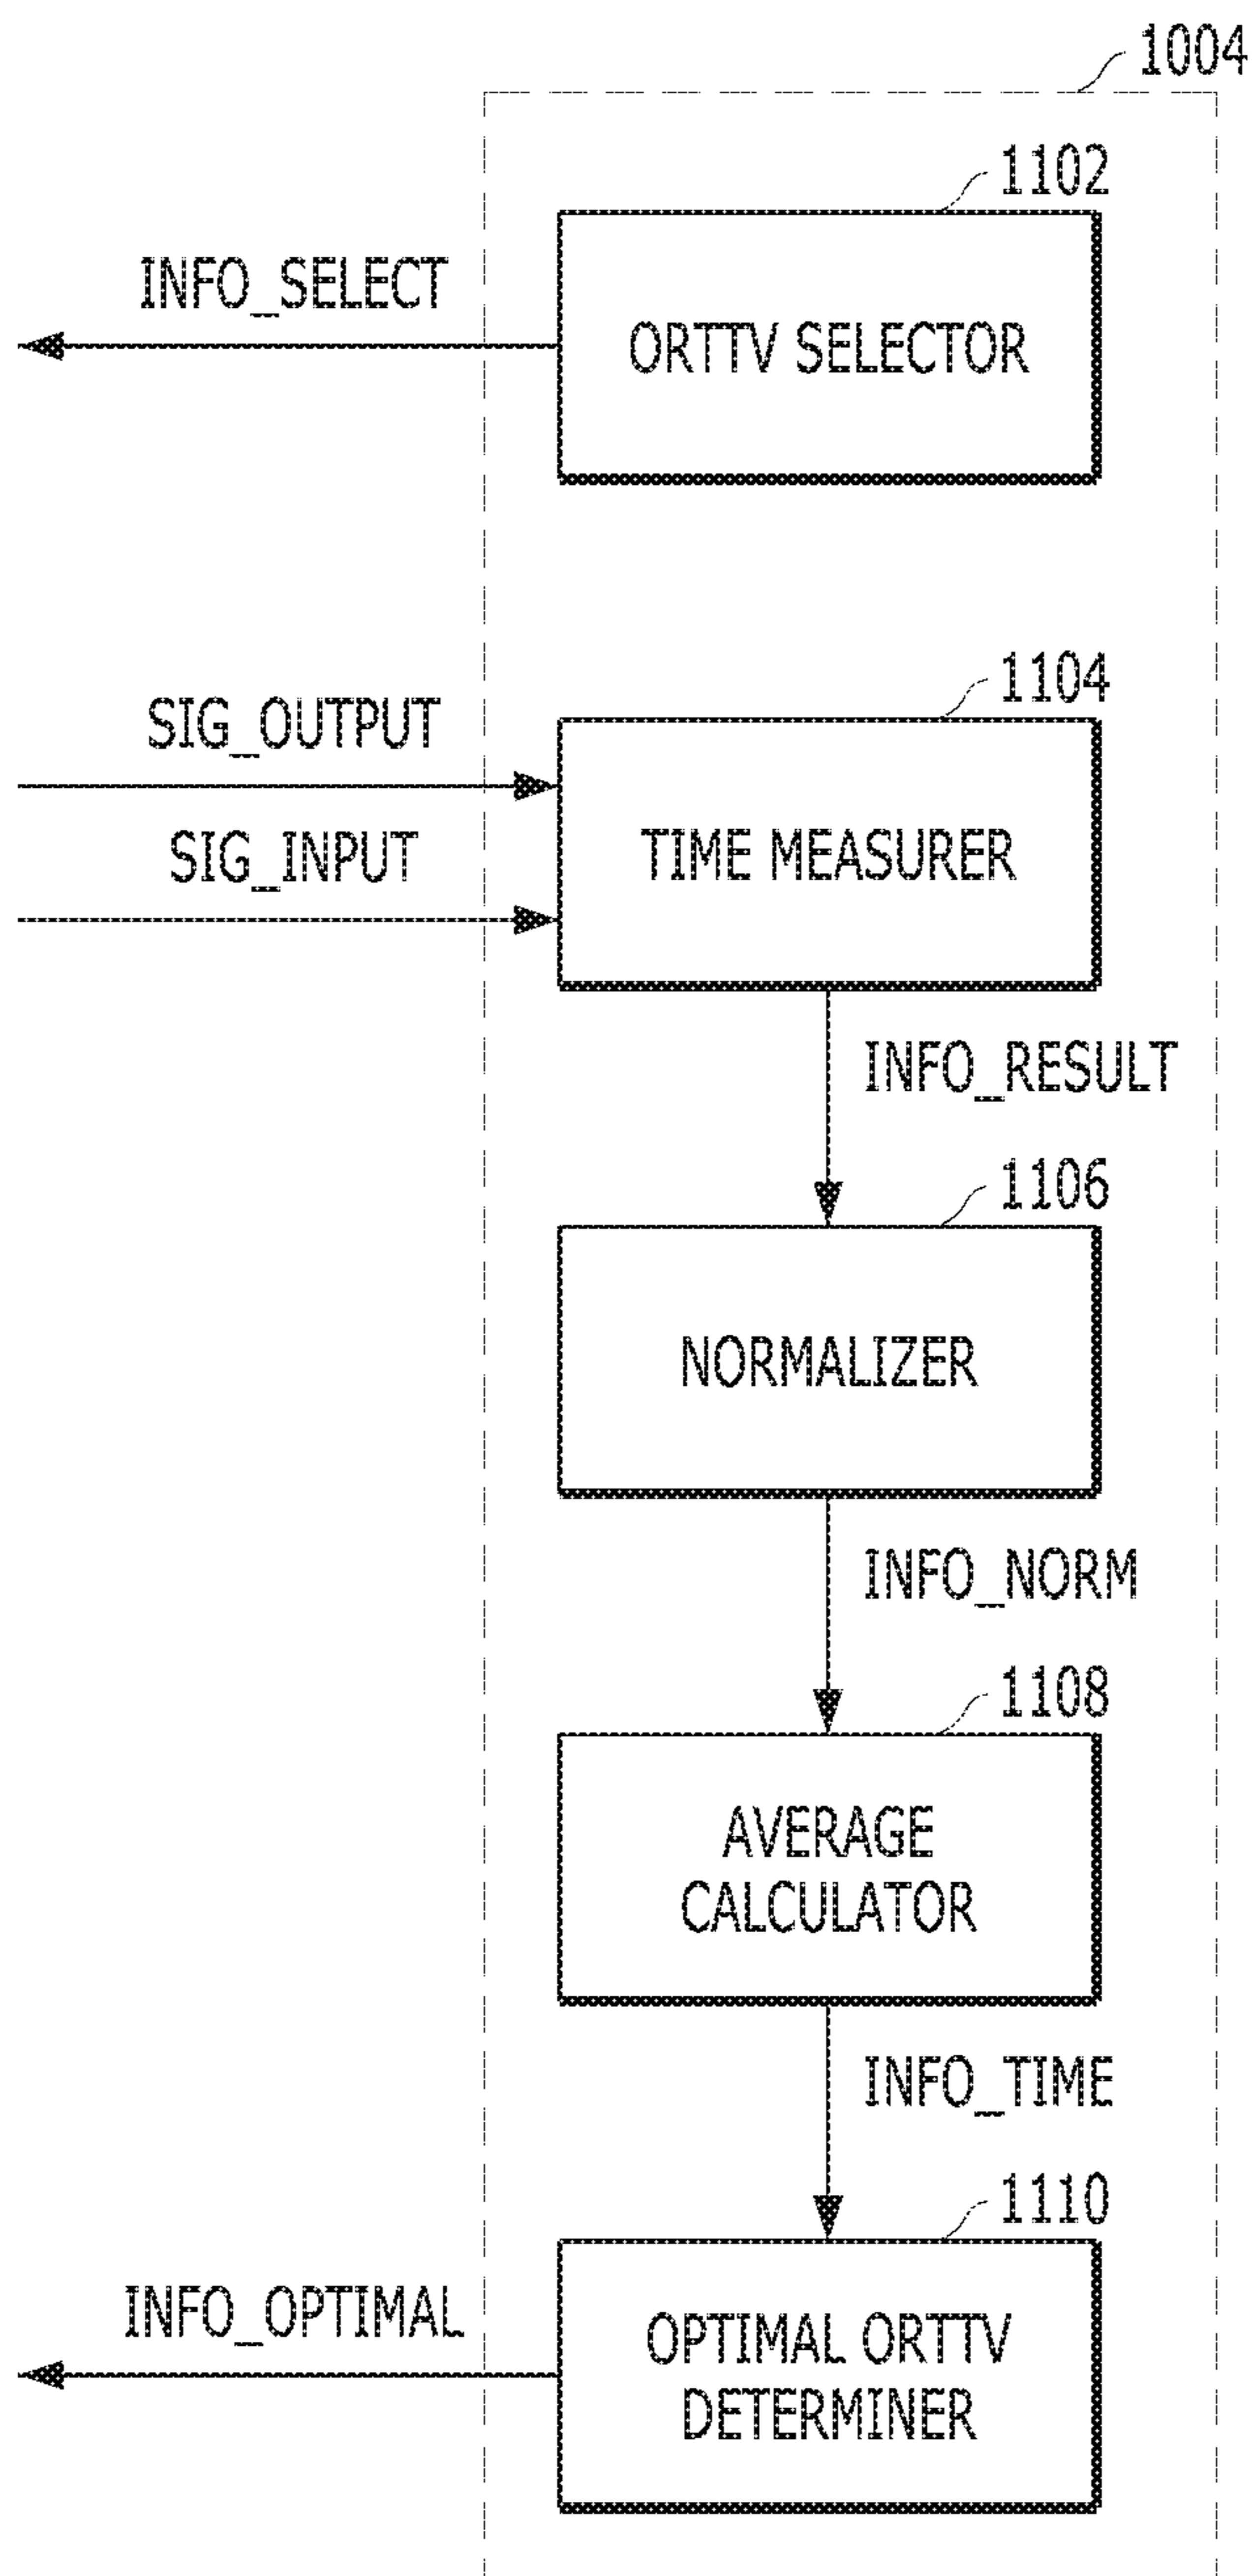 1004
1102
INFO_SELECT
ORTTV SELECTOR
1104
SIG_OUTPUT
SIG_INPUT
TIME MEASURER
INFO_RESULT
1106
NORMALIZER
INFO_NORM
1108
AVERAGE
CALCULATOR
INFO_TIME
1110
INFO_OPTIMAL
OPTIMAL ORTTV
DETERMINER